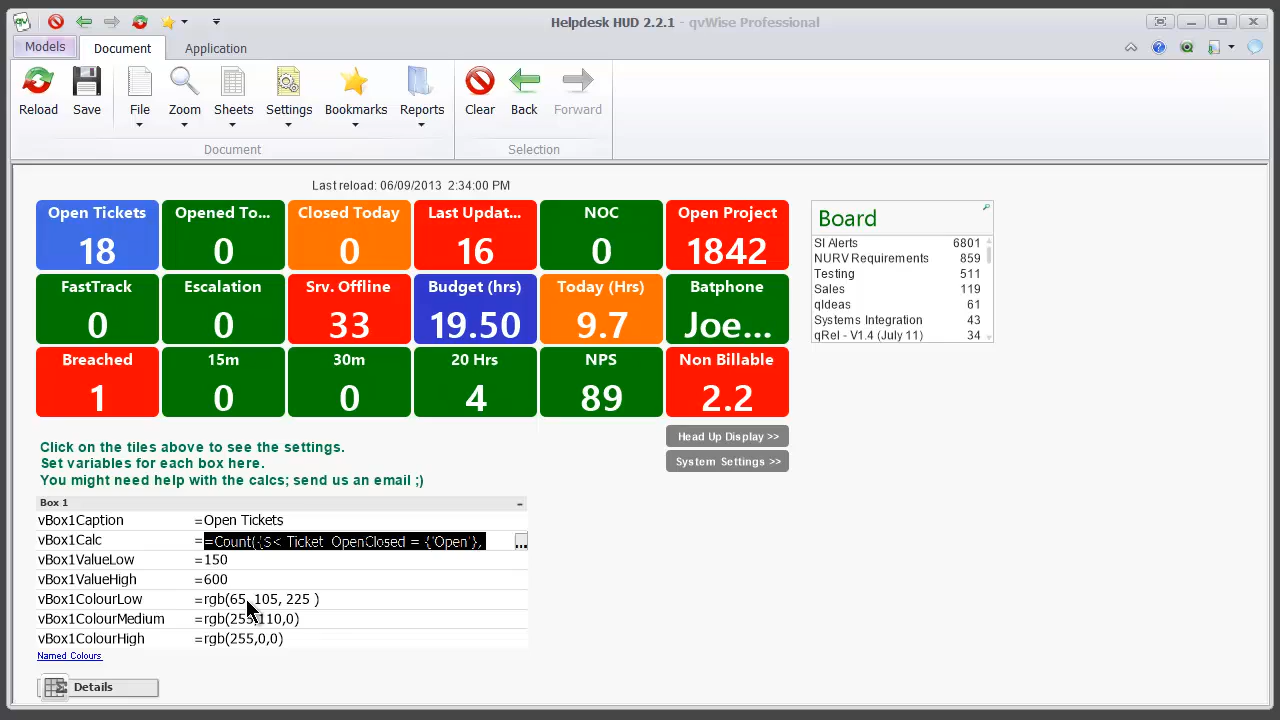 Helpdesk HUD 2.2.1 - qvWise Professional
Models
Document
Application
Reload
Save
File
Zoom
Sheets
Settings
Bookmarks
Reports
Clear
Back
Forward
Document
Selection
Last reload: 06/09/2013 2:34:00 PM
Open Tickets
18
Opened To...
0
Closed Today
0
Last Updat...
16
NOC
0
Open Project
1842
FastTrack
0
Escalation
0
Srv. Offline
33
Budget (hrs)
19.50
Today (Hrs)
9.7
Batphone
Joe...
Breached
1
15m
0
30m
0
20 Hrs
4
NPS
89
Non Billable
2.2
Board
SI Alerts 6801
NURV Requirements 859
Testing 511
Sales 119
qIdeas 61
Systems Integration 43
qRel - V1.4 (July 11) 34
Head Up Display >>
System Settings >>
Click on the tiles above to see the settings.
Set variables for each box here.
You might need help with the calcs; send us an email ;)
Box 1
vBox1Caption =Open Tickets
vBox1Calc ==Count({$< Ticket_OpenClosed = {'Open'}, ...
vBox1ValueLow =150
vBox1ValueHigh =600
vBox1ColourLow =rgb(65, 105, 225 )
vBox1ColourMedium =rgb(255,110,0)
vBox1ColourHigh =rgb(255,0,0)
Named Colours
Details